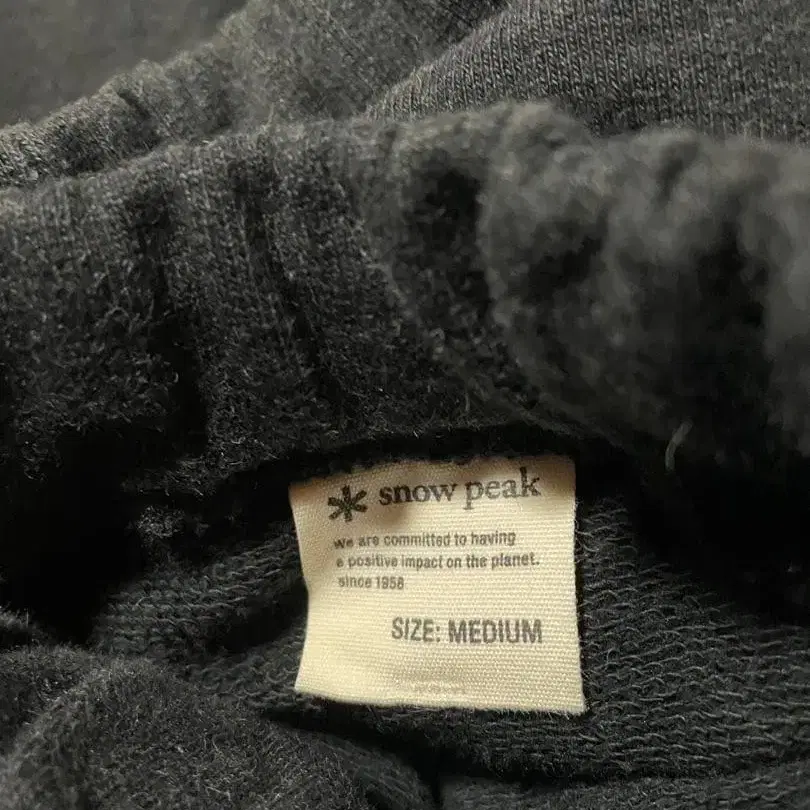 snow peak
we are committed to having
a positive impact on the planet.
since 1958
SIZE: MEDIUM